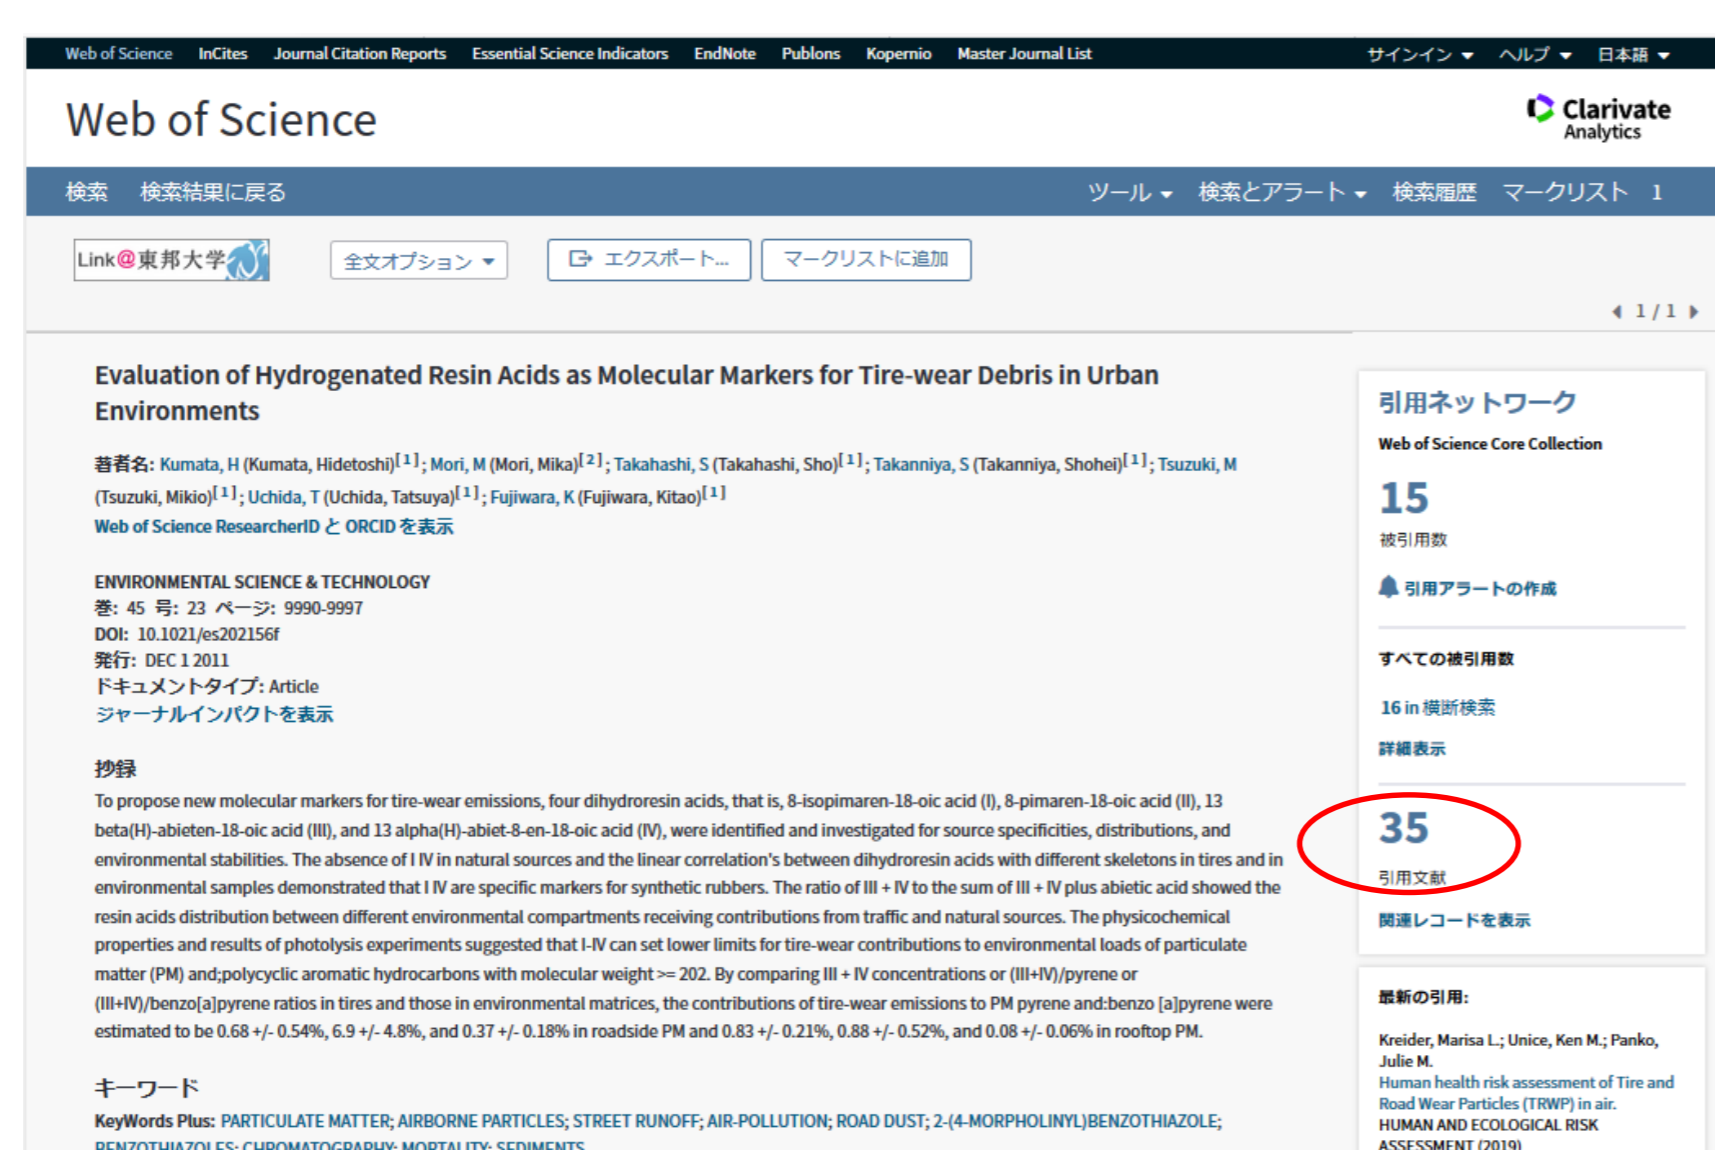 Web of Science InCites Journal Citation Reports Essential Science Indicators EndNote Publons Kopernio Master Journal List サインイン ヘルプ 日本語
Web of Science
Clarivate
Analytics
検索 検索結果に戻る ツール 検索とアラート 検索履歴 マークリスト 1
Link@東邦大学 全文オプション エクスポート... マークリストに追加
1 / 1
Evaluation of Hydrogenated Resin Acids as Molecular Markers for Tire-wear Debris in Urban
Environments
著者名: Kumata, H (Kumata, Hidetoshi)[1]; Mori, M (Mori, Mika)[2]; Takahashi, S (Takahashi, Sho)[1]; Takanniya, S (Takanniya, Shohei)[1]; Tsuzuki, M
(Tsuzuki, Mikio)[1]; Uchida, T (Uchida, Tatsuya)[1]; Fujiwara, K (Fujiwara, Kitao)[1]
Web of Science ResearcherID と ORCID を表示
ENVIRONMENTAL SCIENCE & TECHNOLOGY
巻: 45 号: 23 ページ: 9990-9997
DOI: 10.1021/es202156f
発行: DEC 1 2011
ドキュメントタイプ: Article
ジャーナルインパクトを表示
抄録
To propose new molecular markers for tire-wear emissions, four dihydroresin acids, that is, 8-isopimaren-18-oic acid (I), 8-pimaren-18-oic acid (II), 13
beta(H)-abieten-18-oic acid (III), and 13 alpha(H)-abiet-8-en-18-oic acid (IV), were identified and investigated for source specificities, distributions, and
environmental stabilities. The absence of I IV in natural sources and the linear correlation's between dihydroresin acids with different skeletons in tires and in
environmental samples demonstrated that I IV are specific markers for synthetic rubbers. The ratio of III + IV to the sum of III + IV plus abietic acid showed the
resin acids distribution between different environmental compartments receiving contributions from traffic and natural sources. The physicochemical
properties and results of photolysis experiments suggested that I-IV can set lower limits for tire-wear contributions to environmental loads of particulate
matter (PM) and;polycyclic aromatic hydrocarbons with molecular weight >= 202. By comparing III + IV concentrations or (III+IV)/pyrene or
(III+IV)/benzo[a]pyrene ratios in tires and those in environmental matrices, the contributions of tire-wear emissions to PM pyrene and:benzo [a]pyrene were
estimated to be 0.68 +/- 0.54%, 6.9 +/- 4.8%, and 0.37 +/- 0.18% in roadside PM and 0.83 +/- 0.21%, 0.88 +/- 0.52%, and 0.08 +/- 0.06% in rooftop PM.
キーワード
KeyWords Plus: PARTICULATE MATTER; AIRBORNE PARTICLES; STREET RUNOFF; AIR-POLLUTION; ROAD DUST; 2-(4-MORPHOLINYL)BENZOTHIAZOLE;
BENZOTHIAZOLES; CHROMATOGRAPHY; MORTALITY; SEDIMENTS
引用ネットワーク
Web of Science Core Collection
15
被引用数
引用アラートの作成
すべての被引用数
16 in 横断検索
詳細表示
35
引用文献
関連レコードを表示
最新の引用:
Kreider, Marisa L.; Unice, Ken M.; Panko,
Julie M.
Human health risk assessment of Tire and
Road Wear Particles (TRWP) in air.
HUMAN AND ECOLOGICAL RISK
ASSESSMENT (2019)